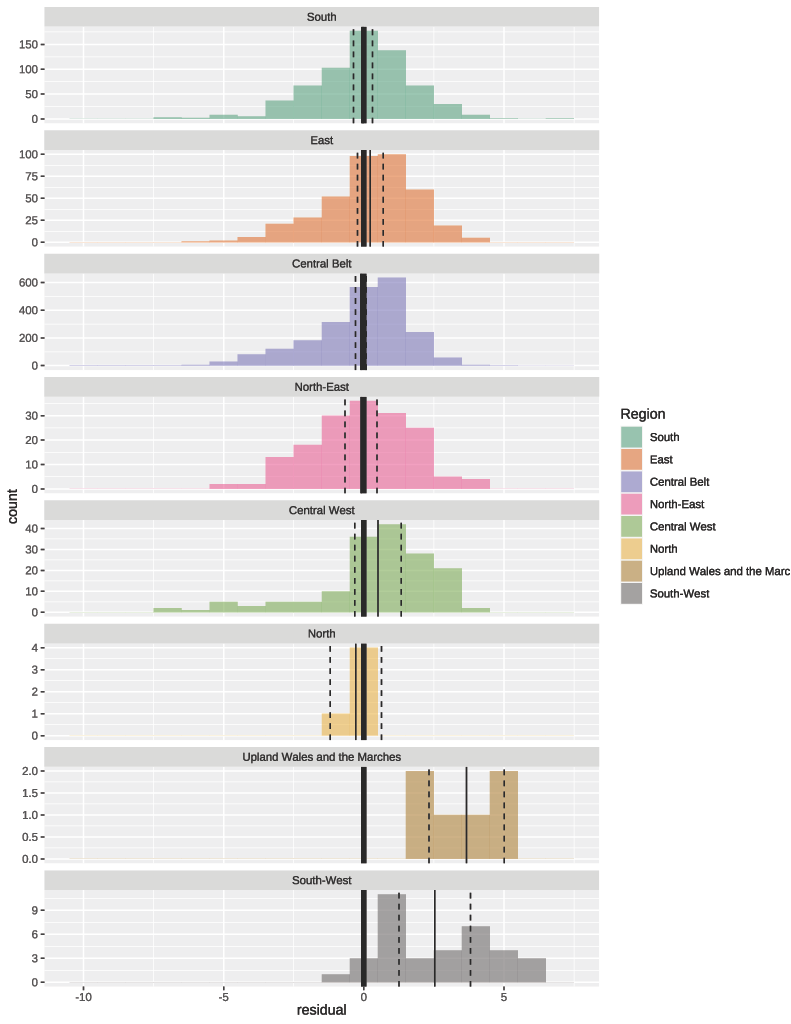 South
150
100
50
0
East
100
75
50
25
0
Central Belt
600
400
200
0
North-East
30
20
10
0
Central West
40
30
20
10
0
North
4
3
2
1
0
Upland Wales and the Marches
2.0
1.5
1.0
0.5
0.0
South-West
9
6
3
0
-10 -5 0 5
residual
count
Region
South
East
Central Belt
North-East
Central West
North
Upland Wales and the Marc
South-West